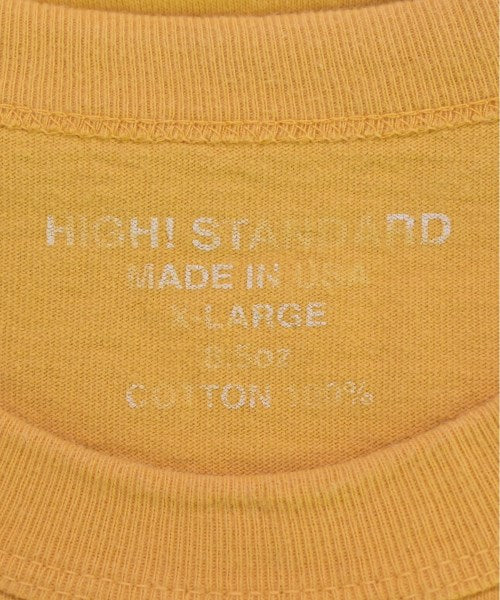 HIGH! STANDARD
MADE IN USA
X-LARGE
COTTON 100%